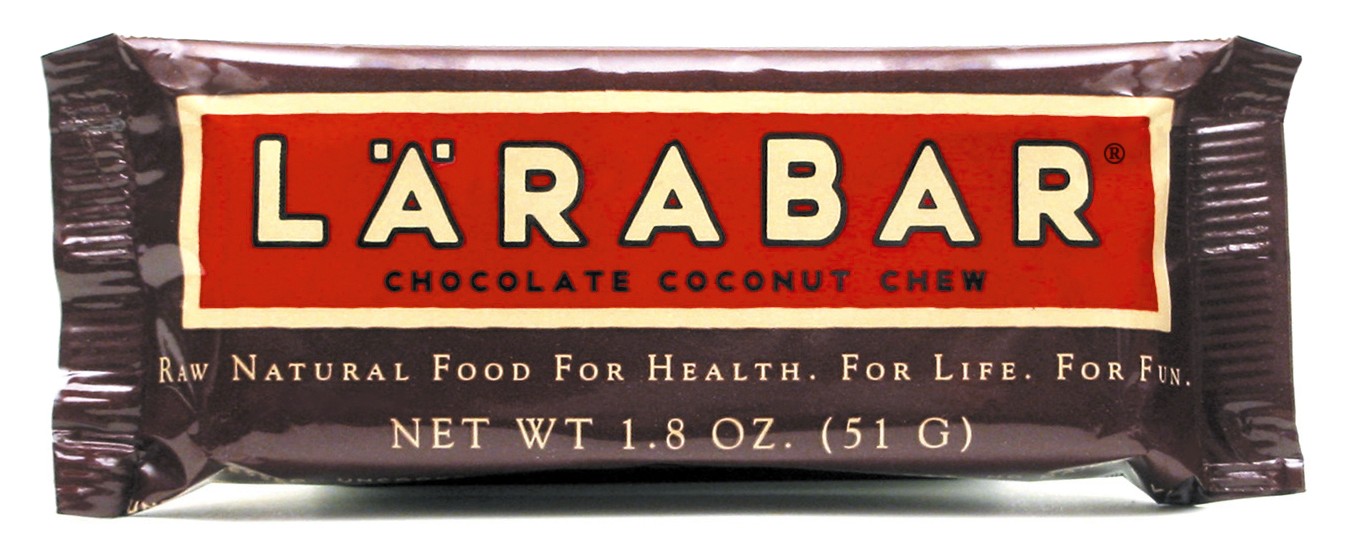 LÄRABAR®
CHOCOLATE COCONUT CHEW
RAW NATURAL FOOD FOR HEALTH. FOR LIFE. FOR FUN.
NET WT 1.8 OZ. (51 G)